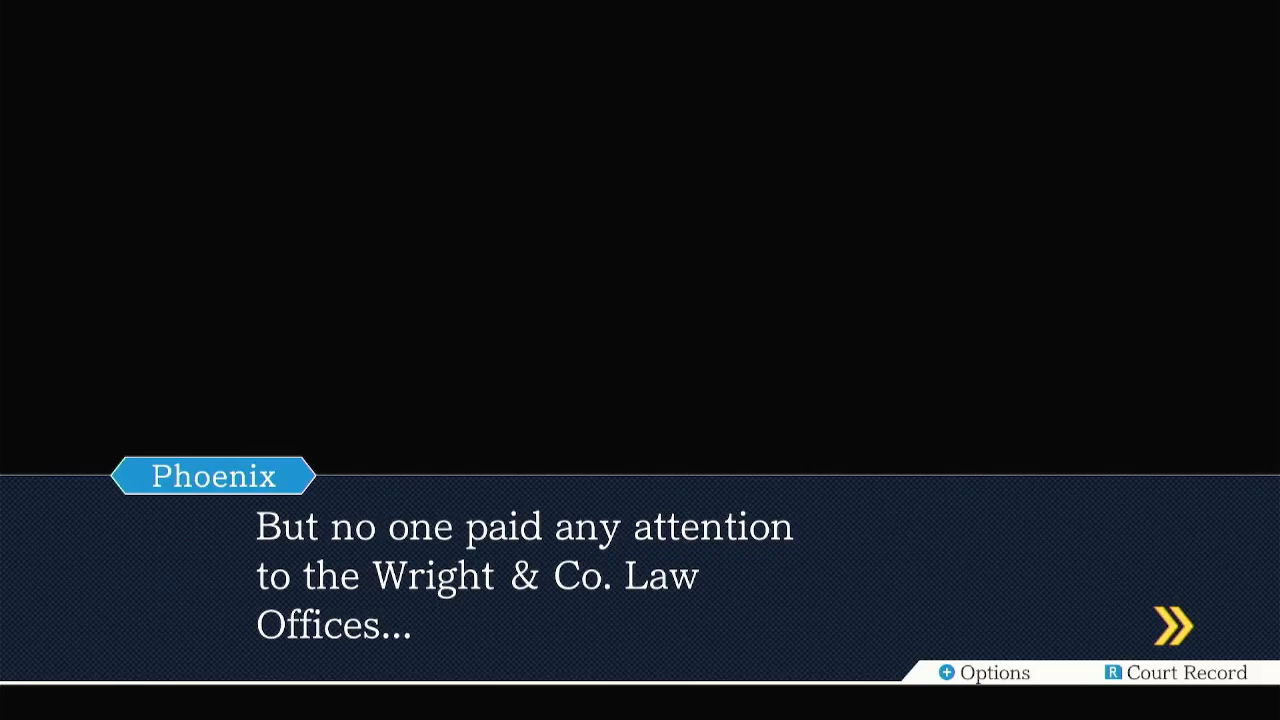 Phoenix
But no one paid any attention
to the Wright & Co. Law
Offices...
Options
R Court Record